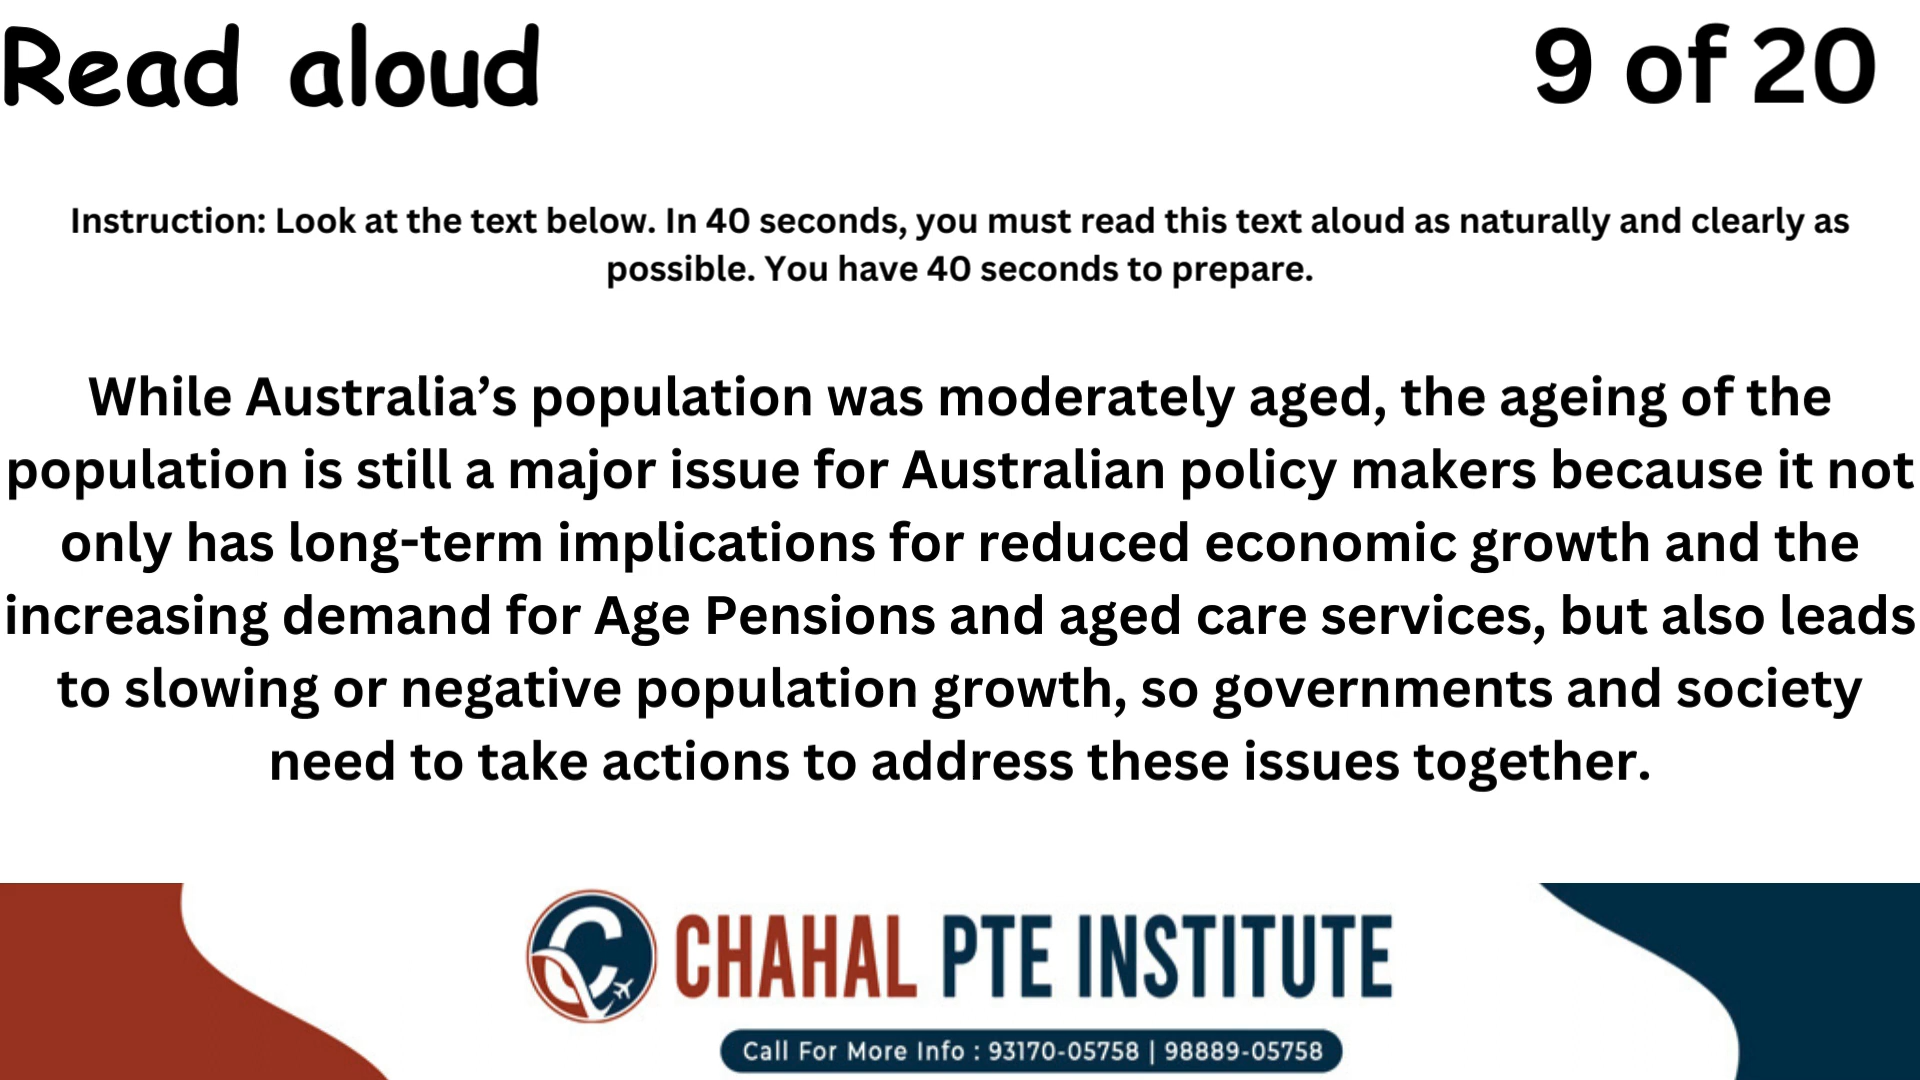 Read aloud
9 of 20
Instruction: Look at the text below. In 40 seconds, you must read this text aloud as naturally and clearly as
possible. You have 40 seconds to prepare.
While Australia’s population was moderately aged, the ageing of the
population is still a major issue for Australian policy makers because it not
only has long-term implications for reduced economic growth and the
increasing demand for Age Pensions and aged care services, but also leads
to slowing or negative population growth, so governments and society
need to take actions to address these issues together.
CHAHAL PTE INSTITUTE
Call For More Info : 93170-05758 | 98889-05758